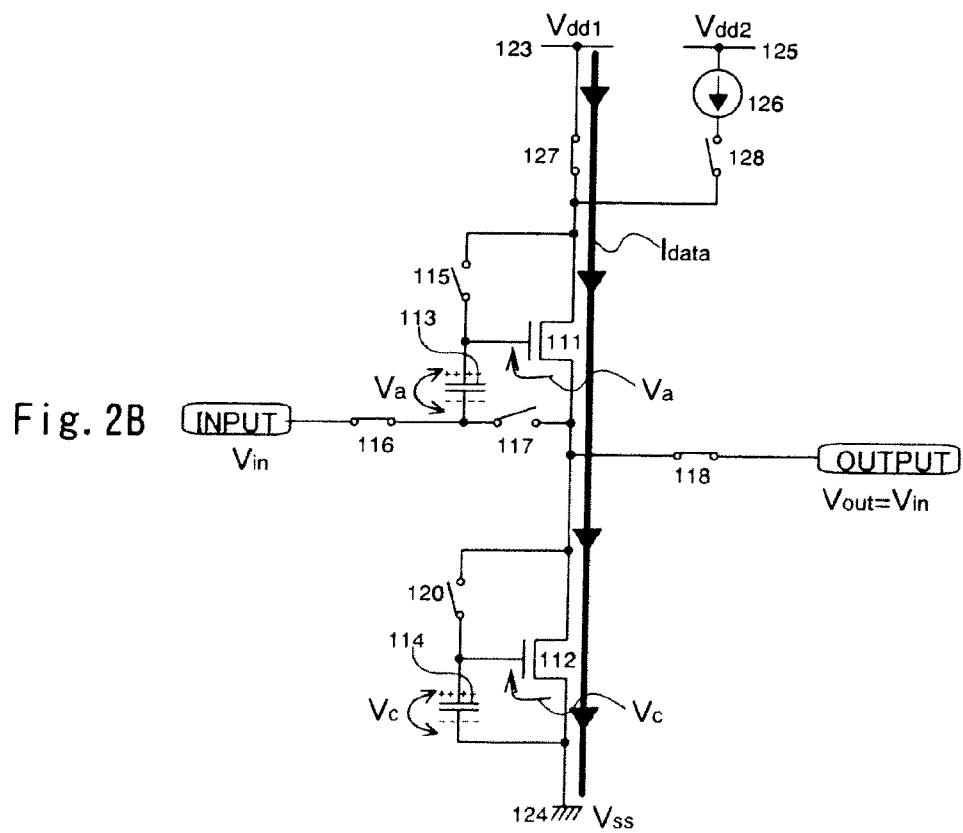 Vdd1
Vdd2
123
125
126
127
128
Idata
115
113
111
Va
Va
Fig. 2B
INPUT
116
117
118
OUTPUT
Vin
Vout=Vin
120
114
112
Vc
Vc
124
Vss